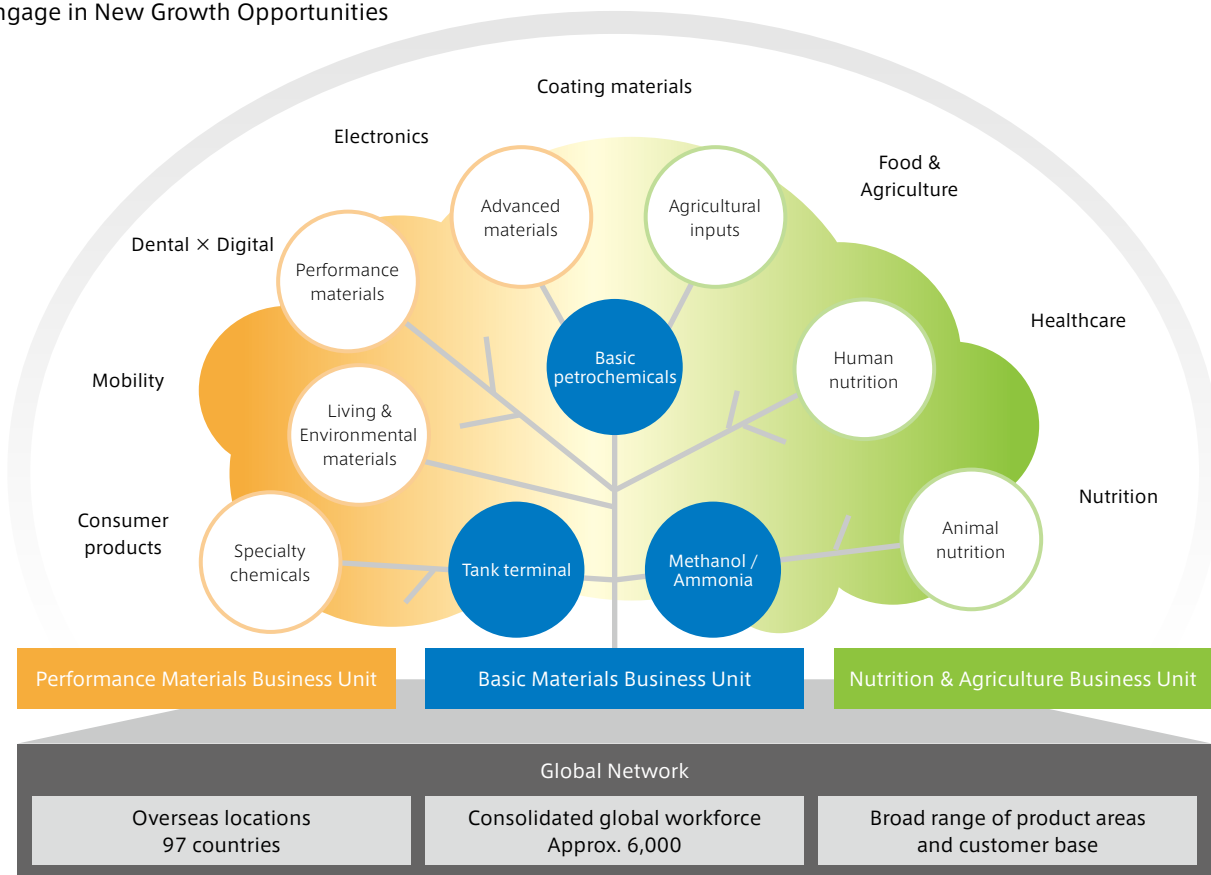 ngage in New Growth Opportunities
Coating materials
Electronics
Food &
Agriculture
Advanced
materials
Agricultural
inputs
Dental × Digital
Performance
materials
Healthcare
Basic
petrochemicals
Human
nutrition
Mobility
Living &
Environmental
materials
Nutrition
Consumer
products
Specialty
chemicals
Tank terminal
Methanol /
Ammonia
Animal
nutrition
Performance Materials Business Unit
Basic Materials Business Unit
Nutrition & Agriculture Business Unit
Global Network
Overseas locations
97 countries
Consolidated global workforce
Approx. 6,000
Broad range of product areas
and customer base